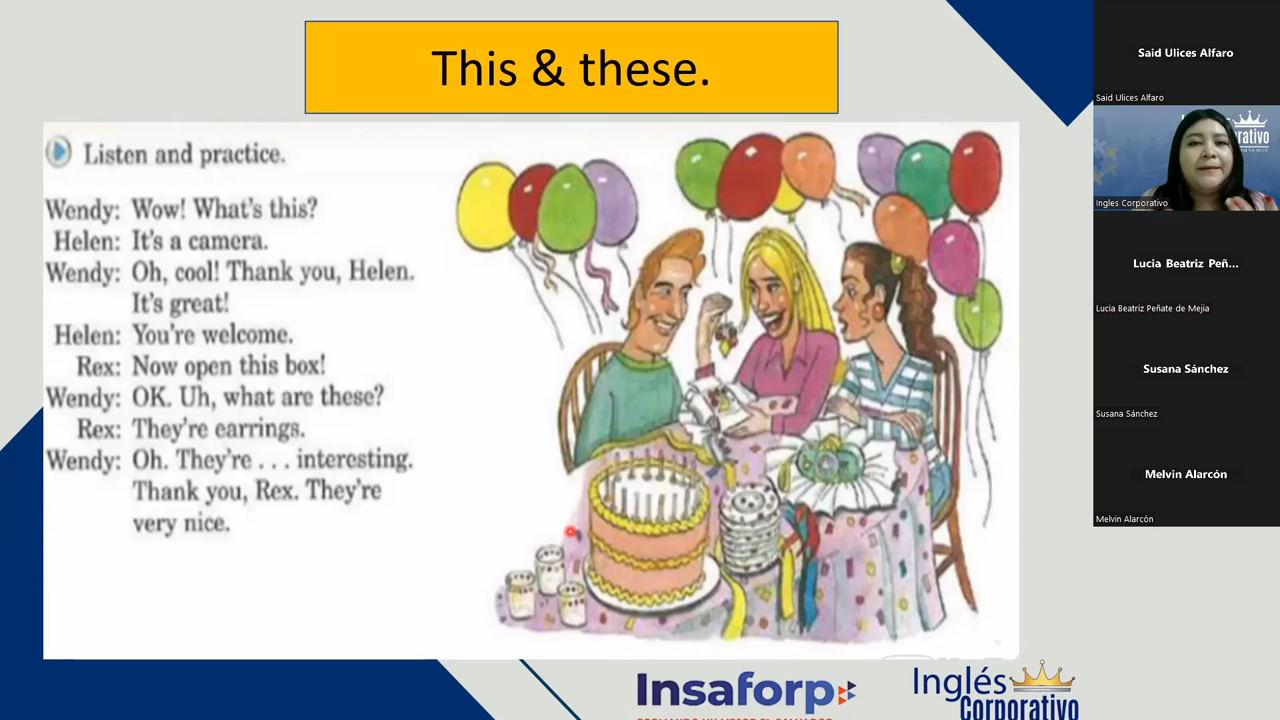 This & these.
Listen and practice.
Wendy: Wow! What's this?
Helen: It's a camera.
Wendy: Oh, cool! Thank you, Helen.
It's great!
Helen: You're welcome.
Rex: Now open this box!
Wendy: OK. Uh, what are these?
Rex: They're earrings.
Wendy: Oh. They're . . . interesting.
Thank you, Rex. They're
very nice.
Insaforp
Inglés
Corporativo
Said Ulices Alfaro
Said Ulices Alfaro
Ingles Corporativo
Lucia Beatriz Peñ...
Lucia Beatriz Peñate de Mejia
Susana Sánchez
Susana Sánchez
Melvin Alarcón
Melvin Alarcón